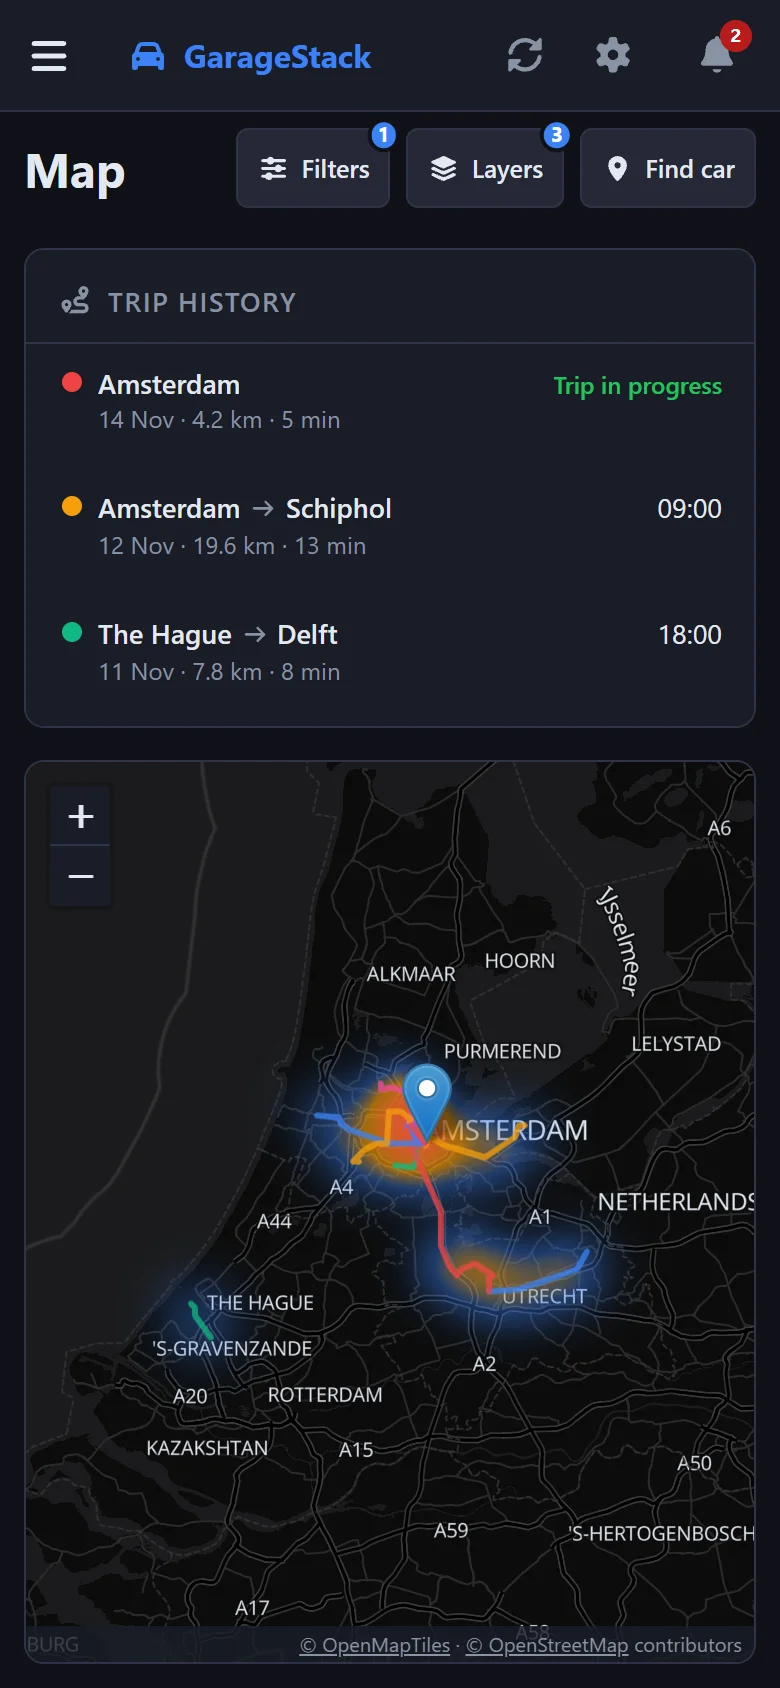 GarageStack
2
Map
Filters
1
Layers
3
Find car
TRIP HISTORY
Amsterdam
Trip in progress
14 Nov · 4.2 km · 5 min
Amsterdam → Schiphol
09:00
12 Nov · 19.6 km · 13 min
The Hague → Delft
18:00
11 Nov · 7.8 km · 8 min
+
−
A6
IJsselmeer
HOORN
ALKMAAR
LELYSTAD
PURMEREND
AMSTERDAM
A4
NETHERLANDS
A44
A1
UTRECHT
THE HAGUE
'S-GRAVENZANDE
A2
A20
ROTTERDAM
KAZAKSHTAN
A15
A50
A59
'S-HERTOGENBOSCH
A17
A58
BURG
© OpenMapTiles · © OpenStreetMap contributors